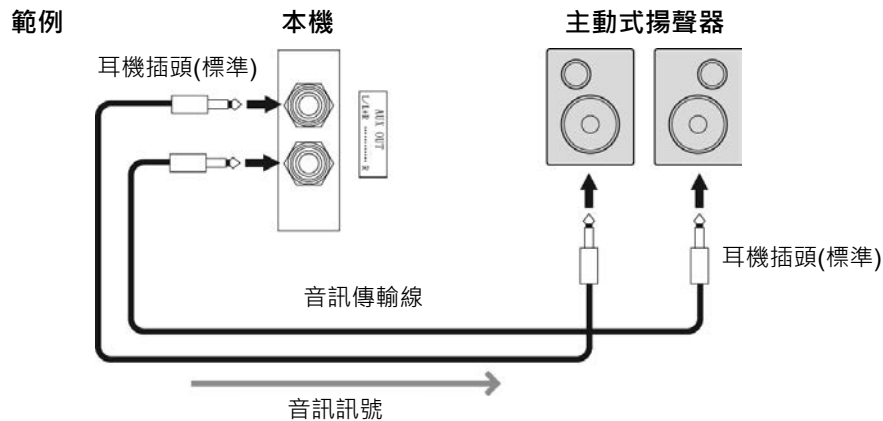 範例
本機
主動式揚聲器
耳機插頭(標準)
AUX OUT
L/L+R ............ R
耳機插頭(標準)
音訊傳輸線
音訊訊號